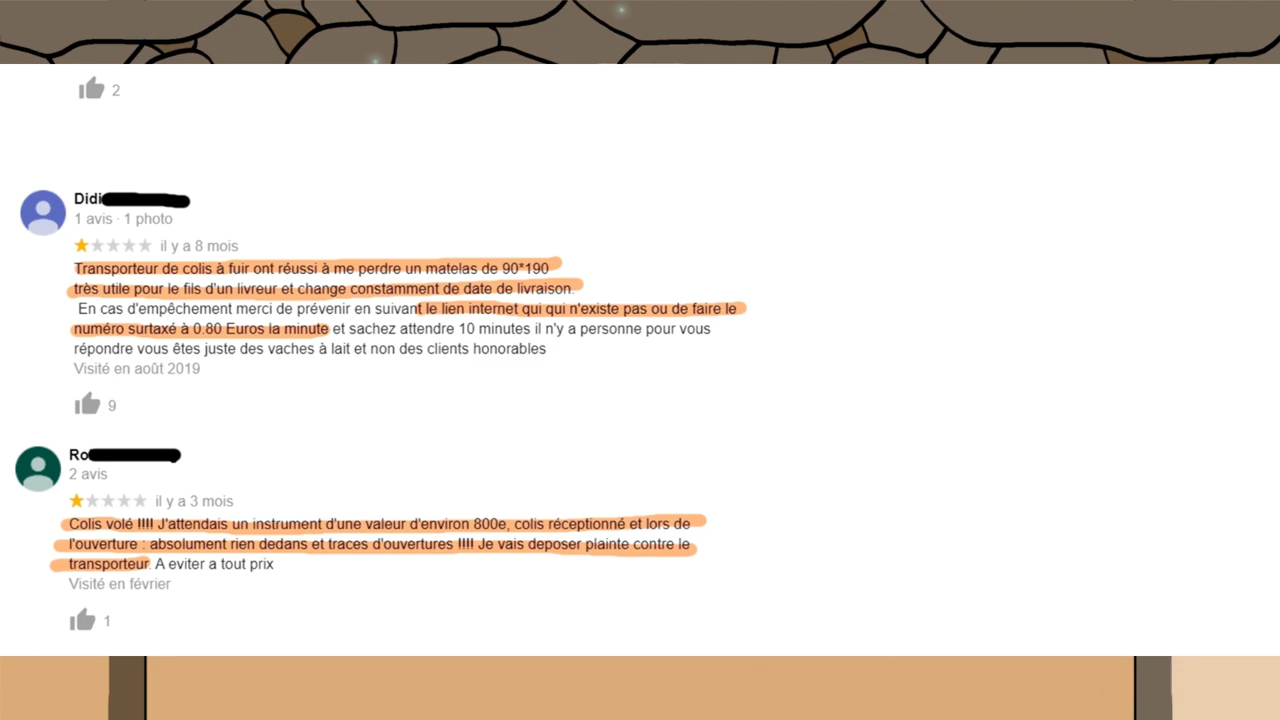 2
Didi
1 avis · 1 photo
il y a 8 mois
Transporteur de colis à fuir ont réussi à me perdre un matelas de 90*190
très utile pour le fils d'un livreur et change constamment de date de livraison.
En cas d'empêchement merci de prévenir en suivant le lien internet qui qui n'existe pas ou de faire le
numéro surtaxé à 0.80 Euros la minute et sachez attendre 10 minutes il n'y a personne pour vous
répondre vous êtes juste des vaches à lait et non des clients honorables
Visité en août 2019
9
Ro
2 avis
il y a 3 mois
Colis volé !!!! J'attendais un instrument d'une valeur d'environ 800e, colis réceptionné et lors de
l'ouverture : absolument rien dedans et traces d'ouvertures !!!! Je vais deposer plainte contre le
transporteur. A eviter a tout prix
Visité en février
1